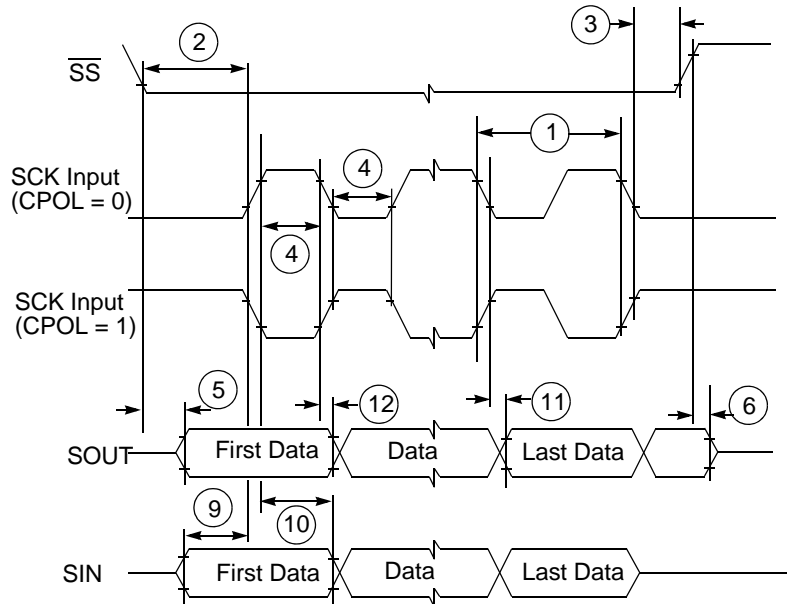 2
3
SS
1
SCK Input
(CPOL = 0)
4
4
SCK Input
(CPOL = 1)
5
12
11
6
SOUT
First Data
Data
Last Data
9
10
SIN
First Data
Data
Last Data